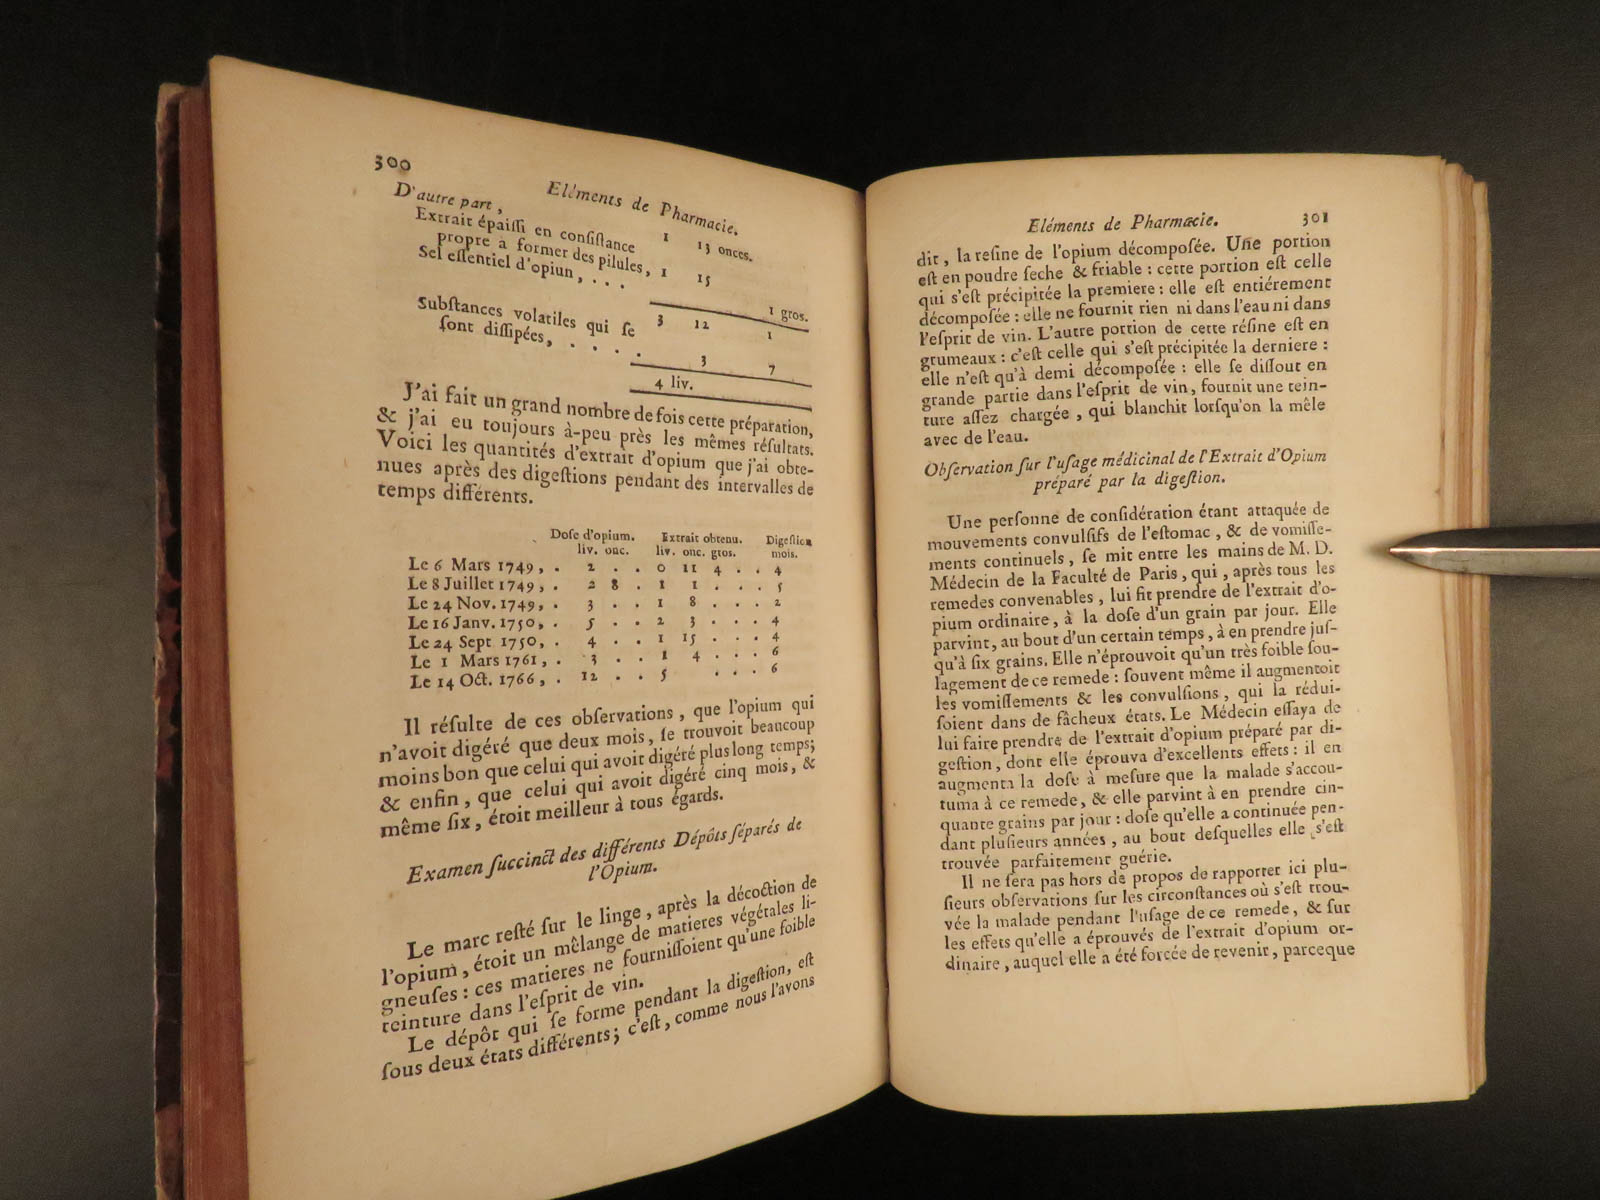 300
Eléments de Pharmacie.
D'autre part, 1 13 onces.
Extrait épaiſſi en conſiſtance
propre à former des pilules, 1 15
Sel eſſentiel d'opiun, . . . 1 gros.
3 12 1
Subſtances volatiles qui ſe
ſont diſſipées, . . . . . 3 7
4 liv.
J'ai fait un grand nombre de fois cette préparation,
& j'ai eu toujours à-peu près les mêmes réſultats.
Voici les quantités d'extrait d'opium que j'ai obte-
nues après des digeſtions pendant des intervalles de
temps différents.
Doſe d'opium. Extrait obtenu. Digeſtion
liv. onc. liv. onc. gros. mois.
Le 6 Mars 1749, . 2 . . 0 11 4 . . 4
Le 8 Juillet 1749, . 2 8 . 1 1 . . . 5
Le 24 Nov. 1749, . 3 . . 1 8 . . . 2
Le 16 Janv. 1750, . 5 . . 2 3 . . . 4
Le 24 Sept 1750, . 4 . . 1 15 . . . 4
Le 1 Mars 1761, . 3 . . 1 4 . . . 6
Le 14 Oct. 1766, . 12 . . 5 . . . 6
Il réſulte de ces obſervations, que l'opium qui
n'avoit digéré que deux mois, ſe trouvoit beaucoup
moins bon que celui qui avoit digéré plus long temps;
& enfin, que celui qui avoit digéré cinq mois, &
même ſix, étoit meilleur à tous égards.
Examen ſuccinct des différents Dépôts ſéparés de
l'Opium.
Le marc reſté ſur le linge, après la décoction de
l'opium, étoit un mêlange de matieres végétales li-
gneuſes : ces matieres ne fourniſſoient qu'une foible
teinture dans l'eſprit de vin.
Le dépôt qui ſe forme pendant la digeſtion, eſt
ſous deux états différents; c'eſt, comme nous l'avons
Eléments de Pharmacie. 301
dit, la reſine de l'opium décompoſée. Une portion
eſt en poudre ſeche & friable : cette portion eſt celle
qui s'eſt précipitée la premiere : elle eſt entiérement
décompoſée : elle ne fournit rien ni dans l'eau ni dans
l'eſprit de vin. L'autre portion de cette réſine eſt en
grumeaux : c'eſt celle qui s'eſt précipitée la derniere :
elle n'eſt qu'à demi décompoſée : elle ſe diſſout en
grande partie dans l'eſprit de vin, fournit une tein-
ture aſſez chargée, qui blanchit lorſqu'on la mêle
avec de l'eau.
Obſervation ſur l'uſage médicinal de l'Extrait d'Opium
préparé par la digeſtion.
Une perſonne de conſidération étant attaquée de
mouvements convulſifs de l'eſtomac, & de vomiſſe-
ments continuels, ſe mit entre les mains de M. D.
Médecin de la Faculté de Paris, qui, après tous les
remedes convenables, lui fit prendre de l'extrait d'o-
pium ordinaire, à la doſe d'un grain par jour. Elle
parvint, au bout d'un certain temps, à en prendre juſ-
qu'à ſix grains. Elle n'éprouvoit qu'un très foible ſou-
lagement de ce remede : ſouvent même il augmentoit
les vomiſſements & les convulſions, qui la rédui-
ſoient dans de fâcheux états. Le Médecin eſſaya de
lui faire prendre de l'extrait d'opium préparé par di-
geſtion, dont elle éprouva d'excellents effets : il en
augmenta la doſe à meſure que la malade s'accou-
tuma à ce remede, & elle parvint à en prendre cin-
quante grains par jour : doſe qu'elle a continuée pen-
dant pluſieurs années, au bout deſquelles elle s'eſt
trouvée parfaitement guérie.
Il ne ſera pas hors de propos de rapporter ici plu-
ſieurs obſervations ſur les circonſtances où s'eſt trou-
vée la malade pendant l'uſage de ce remede, & ſur
les effets qu'elle a éprouvés de l'extrait d'opium or-
dinaire, auquel elle a été forcée de revenir, parceque